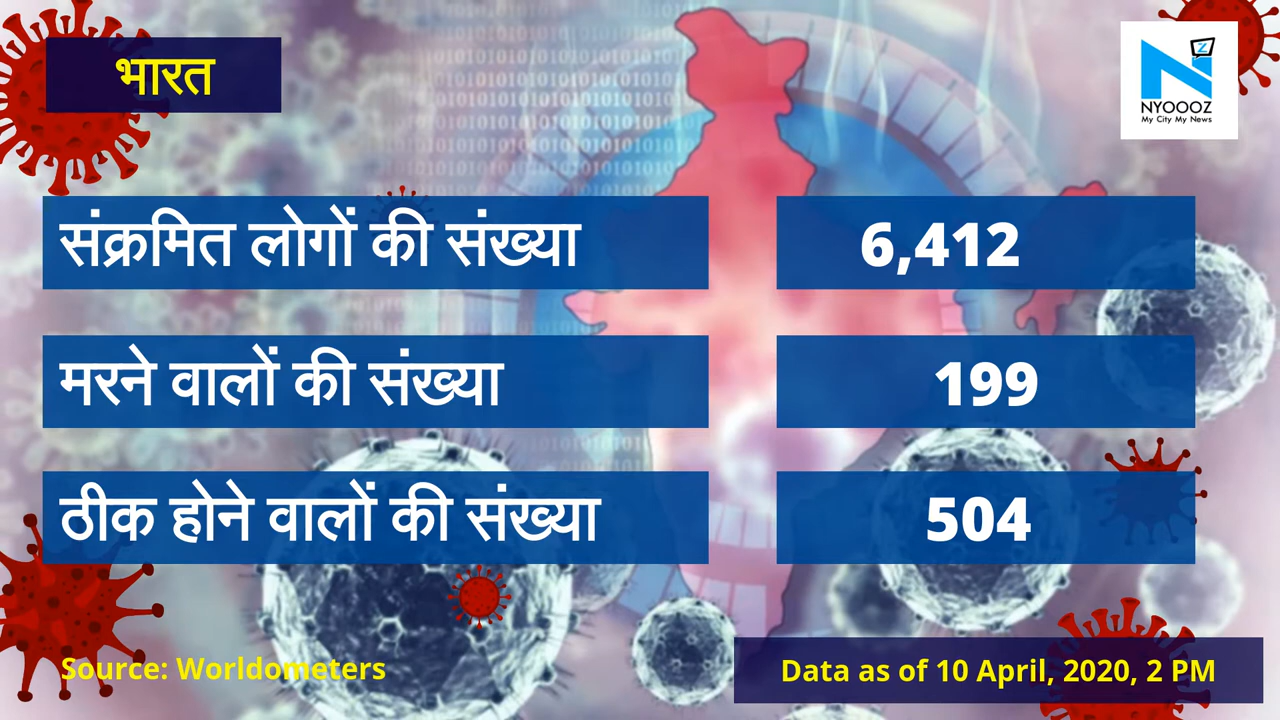 भारत
NYOOOZ
My City My News
संक्रमित लोगों की संख्या 6,412
मरने वालों की संख्या 199
ठीक होने वालों की संख्या 504
Source: Worldometers
Data as of 10 April, 2020, 2 PM